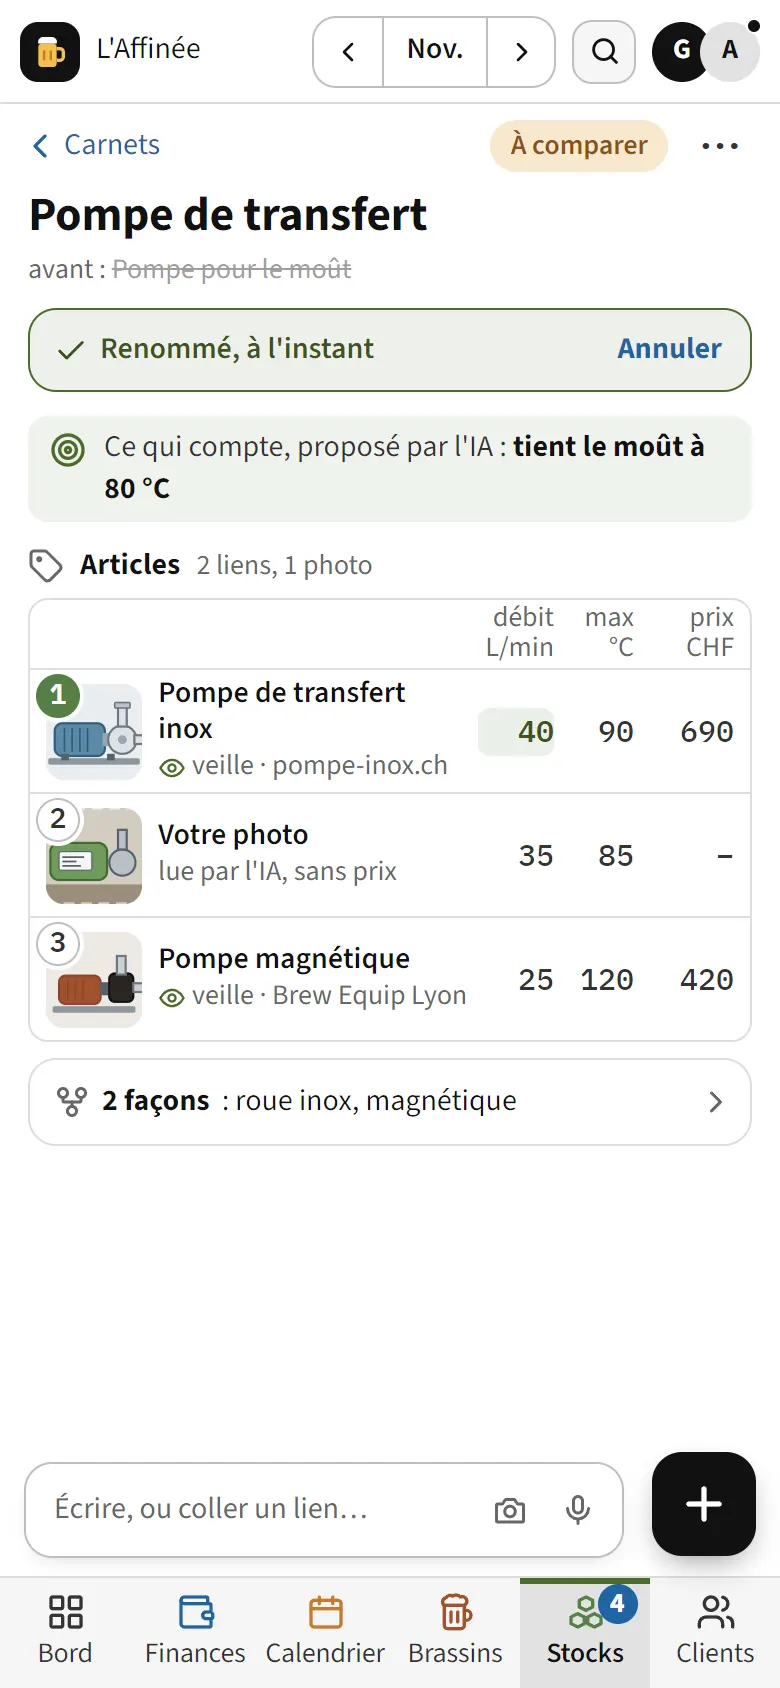 L'Affinée
Nov.
G
A
Carnets
À comparer
Pompe de transfert
avant : Pompe pour le moût
Renommé, à l'instant
Annuler
Ce qui compte, proposé par l'IA : tient le moût à
80 °C
Articles 2 liens, 1 photo
débit max prix
L/min °C CHF
1
Pompe de transfert
inox
veille · pompe-inox.ch
40 90 690
2
Votre photo
lue par l'IA, sans prix
35 85 –
3
Pompe magnétique
veille · Brew Equip Lyon
25 120 420
2 façons : roue inox, magnétique
Écrire, ou coller un lien…
4
Bord Finances Calendrier Brassins Stocks Clients